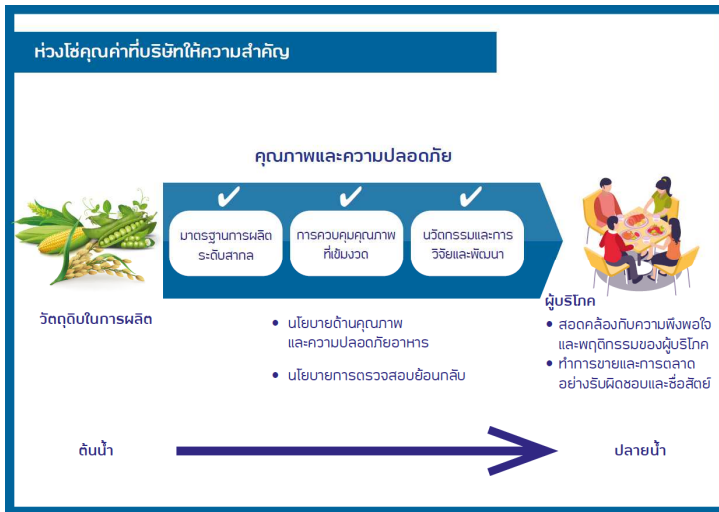 ห่วงโซ่คุณค่าที่บริษัทให้ความสำคัญ
คุณภาพและความปลอดภัย
มาตรฐานการผลิต
ระดับสากล
การควบคุมคุณภาพ
ที่เข้มงวด
นวัตกรรมและการ
วิจัยและพัฒนา
วัตถุดิบในการผลิต
• นโยบายด้านคุณภาพ
และความปลอดภัยอาหาร
• นโยบายการตรวจสอบย้อนกลับ
ผู้บริโภค
• สอดคล้องกับความพึงพอใจ
และพฤติกรรมของผู้บริโภค
• ทำการขายและการตลาด
อย่างรับผิดชอบและซื่อสัตย์
ต้นน้ำ
ปลายน้ำ